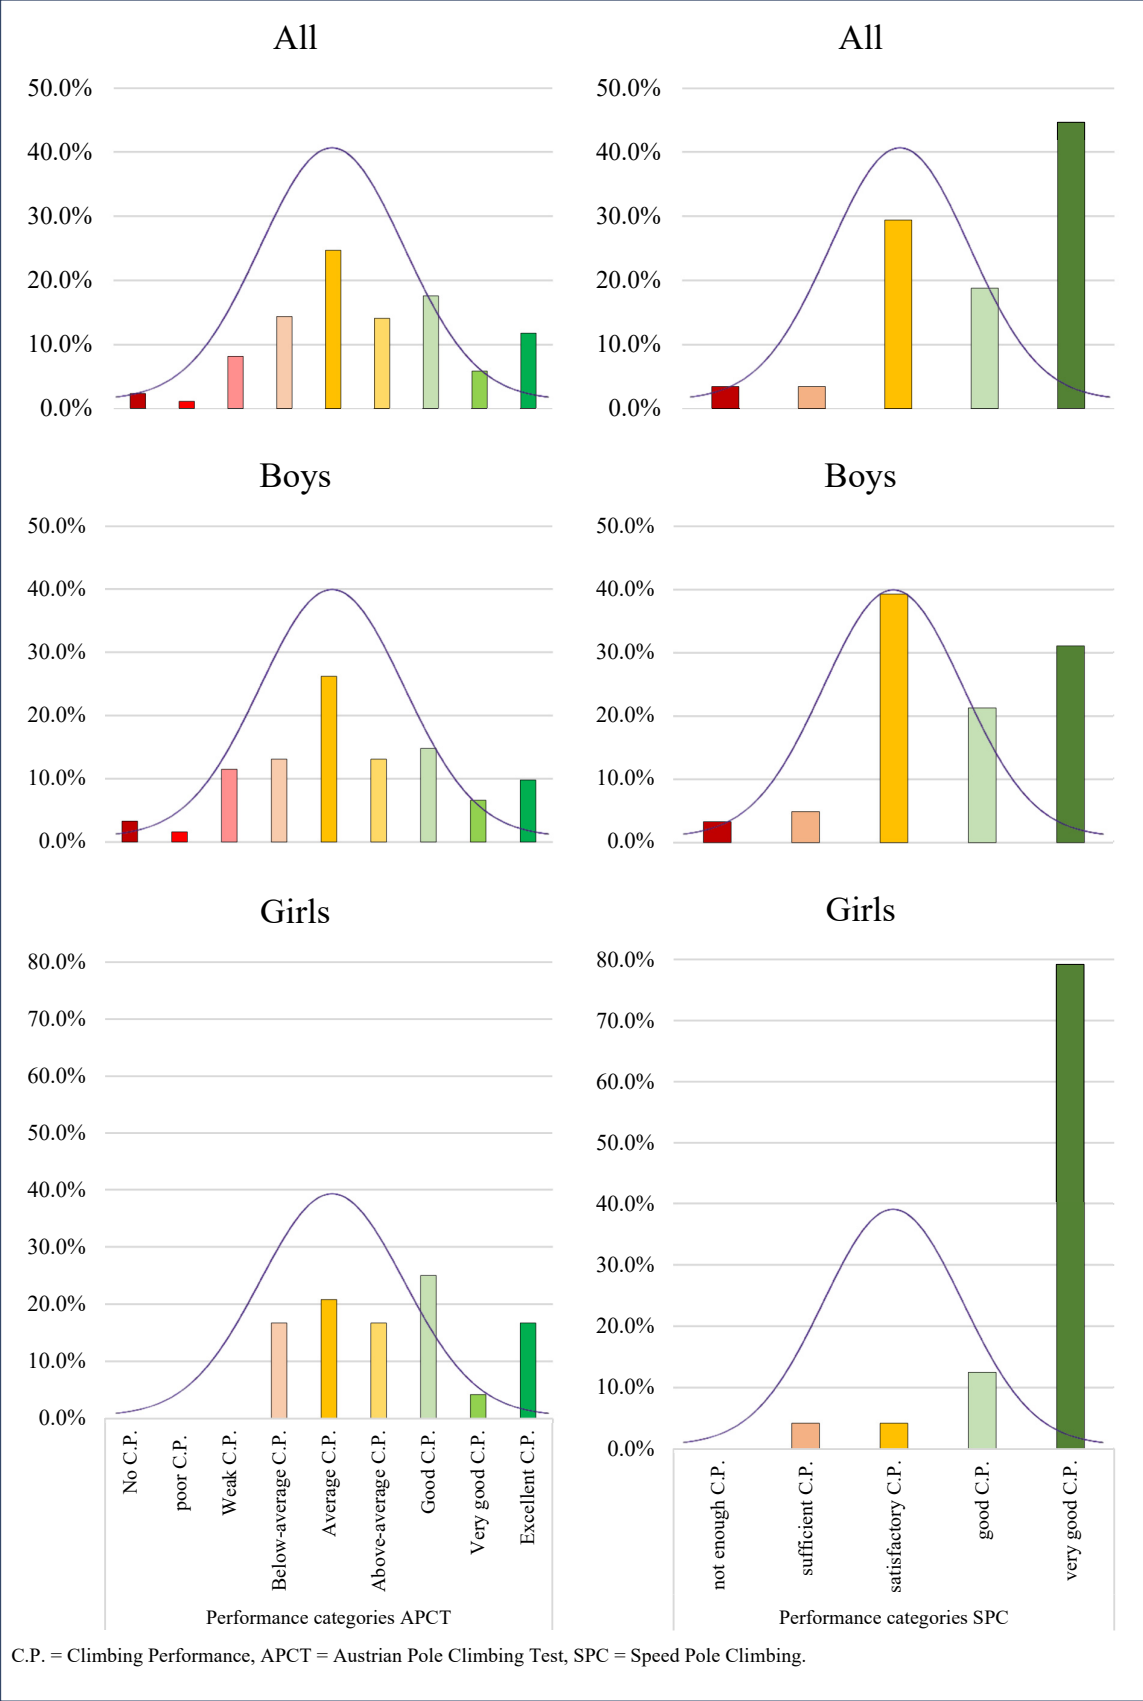 All
50.0%
40.0%
30.0%
20.0%
10.0%
0.0%
All
50.0%
40.0%
30.0%
20.0%
10.0%
0.0%
Boys
50.0%
40.0%
30.0%
20.0%
10.0%
0.0%
Boys
50.0%
40.0%
30.0%
20.0%
10.0%
0.0%
Girls
80.0%
70.0%
60.0%
50.0%
40.0%
30.0%
20.0%
10.0%
0.0%
No C.P.
poor C.P.
Weak C.P.
Below-average C.P.
Average C.P.
Above-average C.P.
Good C.P.
Very good C.P.
Excellent C.P.
Performance categories APCT
Girls
80.0%
70.0%
60.0%
50.0%
40.0%
30.0%
20.0%
10.0%
0.0%
not enough C.P.
sufficient C.P.
satisfactory C.P.
good C.P.
very good C.P.
Performance categories SPC
C.P. = Climbing Performance, APCT = Austrian Pole Climbing Test, SPC = Speed Pole Climbing.